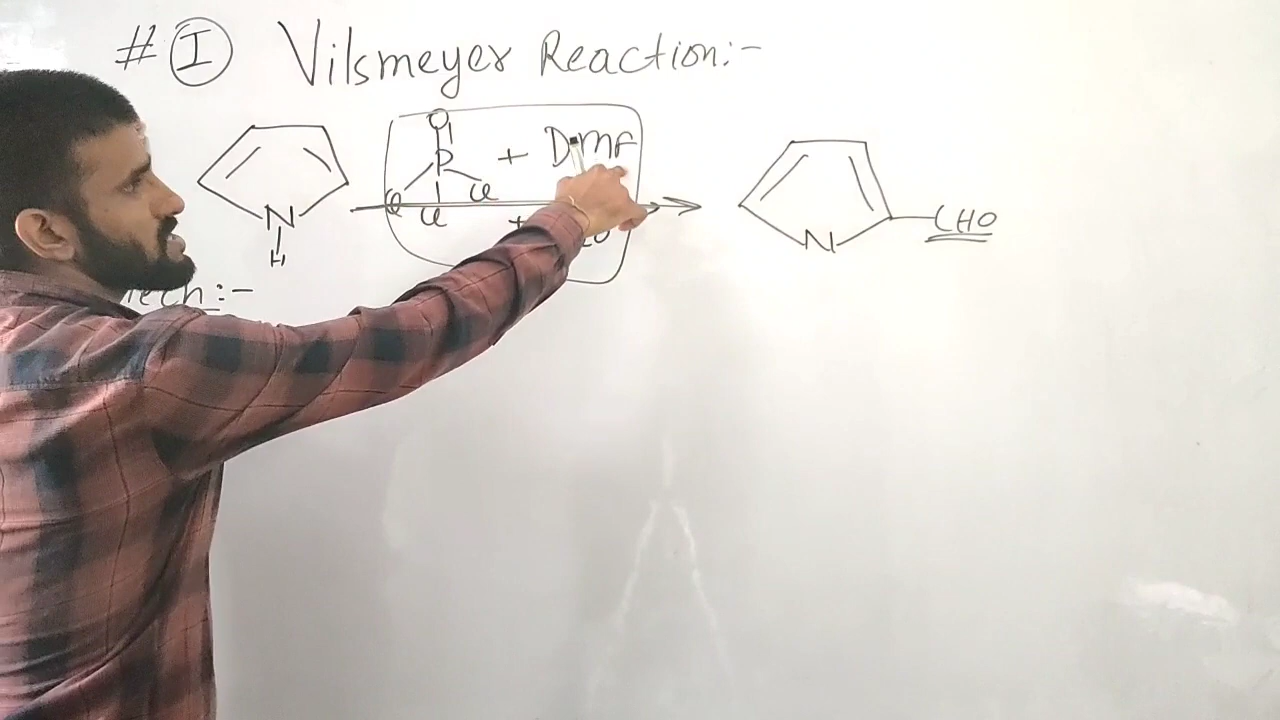 # I Vilsmeyer Reaction:-
O
P + DMF
Cl Cl Cl
N
H
+
N CHO
Mech:-